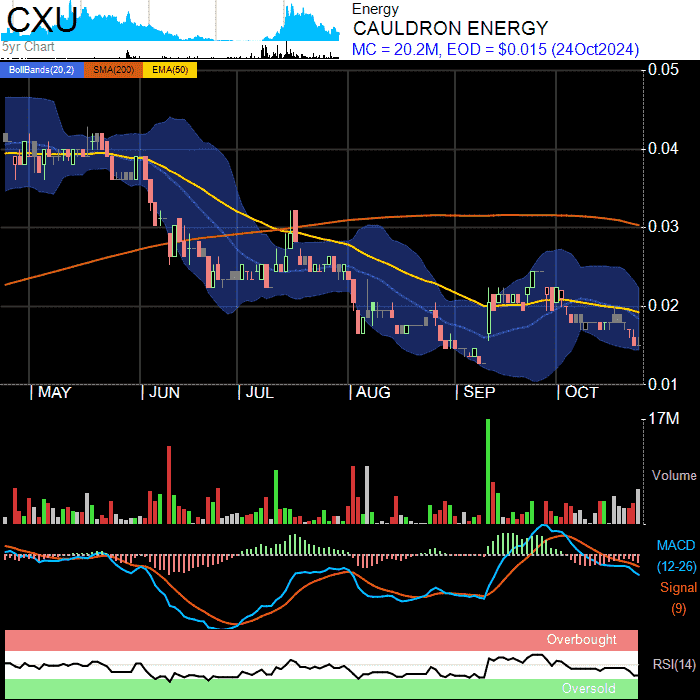 CXU
5yr Chart
Energy
CAULDRON ENERGY
MC = 20.2M, EOD = $0.015 (24Oct2024)
BollBands(20,2) SMA(200) EMA(50)
0.05
0.04
0.03
0.02
0.01
MAY JUN JUL AUG SEP OCT
17M
Volume
MACD
(12-26)
Signal
(9)
Overbought
RSI(14)
Oversold